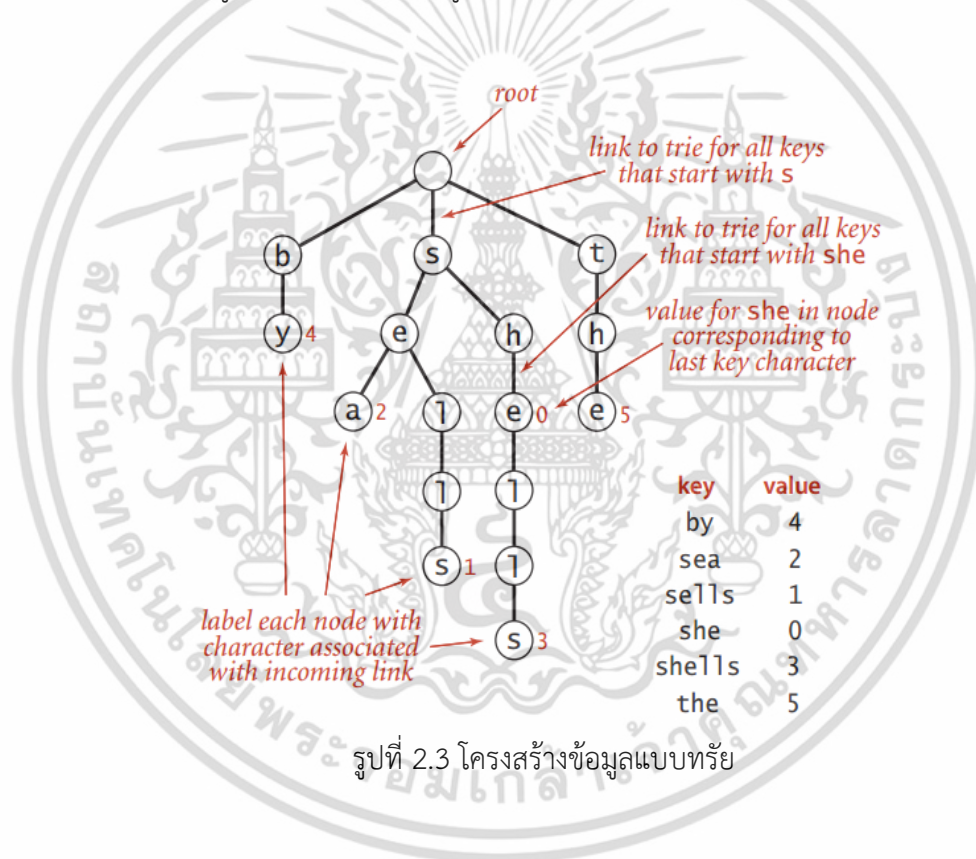 root
link to trie for all keys
that start with s
link to trie for all keys
that start with she
b
s
t
value for she in node
corresponding to
last key character
y 4
e
h
h
a 2
l
e 0
e 5
l
l
key value
by 4
s 1
l
sea 2
sells 1
label each node with
character associated
with incoming link
s 3
she 0
shells 3
the 5
รูปที่ 2.3 โครงสร้างข้อมูลแบบทรัย